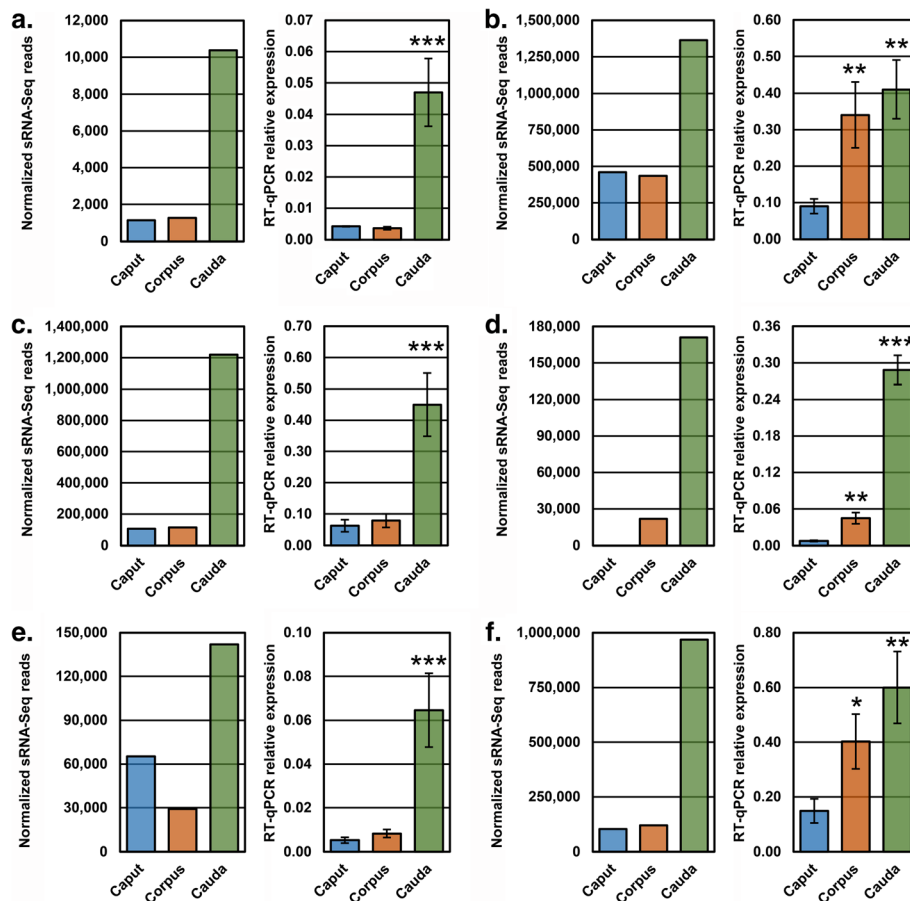 a.
Normalized sRNA-Seq reads
12,000
10,000
8,000
6,000
4,000
2,000
0
Caput
Corpus
Cauda
RT-qPCR relative expression
0.07
0.06
0.05
0.04
0.03
0.02
0.01
0.00
***
Caput
Corpus
Cauda
b.
Normalized sRNA-Seq reads
1,500,000
1,250,000
1,000,000
750,000
500,000
250,000
0
Caput
Corpus
Cauda
RT-qPCR relative expression
0.60
0.50
0.40
0.30
0.20
0.10
0.00
**
**
Caput
Corpus
Cauda
c.
Normalized sRNA-Seq reads
1,400,000
1,200,000
1,000,000
800,000
600,000
400,000
200,000
0
Caput
Corpus
Cauda
RT-qPCR relative expression
0.70
0.60
0.50
0.40
0.30
0.20
0.10
0.00
***
Caput
Corpus
Cauda
d.
Normalized sRNA-Seq reads
180,000
150,000
120,000
90,000
60,000
30,000
0
Caput
Corpus
Cauda
RT-qPCR relative expression
0.36
0.30
0.24
0.18
0.12
0.06
0.00
**
***
Caput
Corpus
Cauda
e.
Normalized sRNA-Seq reads
150,000
120,000
90,000
60,000
30,000
0
Caput
Corpus
Cauda
RT-qPCR relative expression
0.10
0.08
0.06
0.04
0.02
0.00
***
Caput
Corpus
Cauda
f.
Normalized sRNA-Seq reads
1,000,000
750,000
500,000
250,000
0
Caput
Corpus
Cauda
RT-qPCR relative expression
0.80
0.60
0.40
0.20
0.00
*
**
Caput
Corpus
Cauda